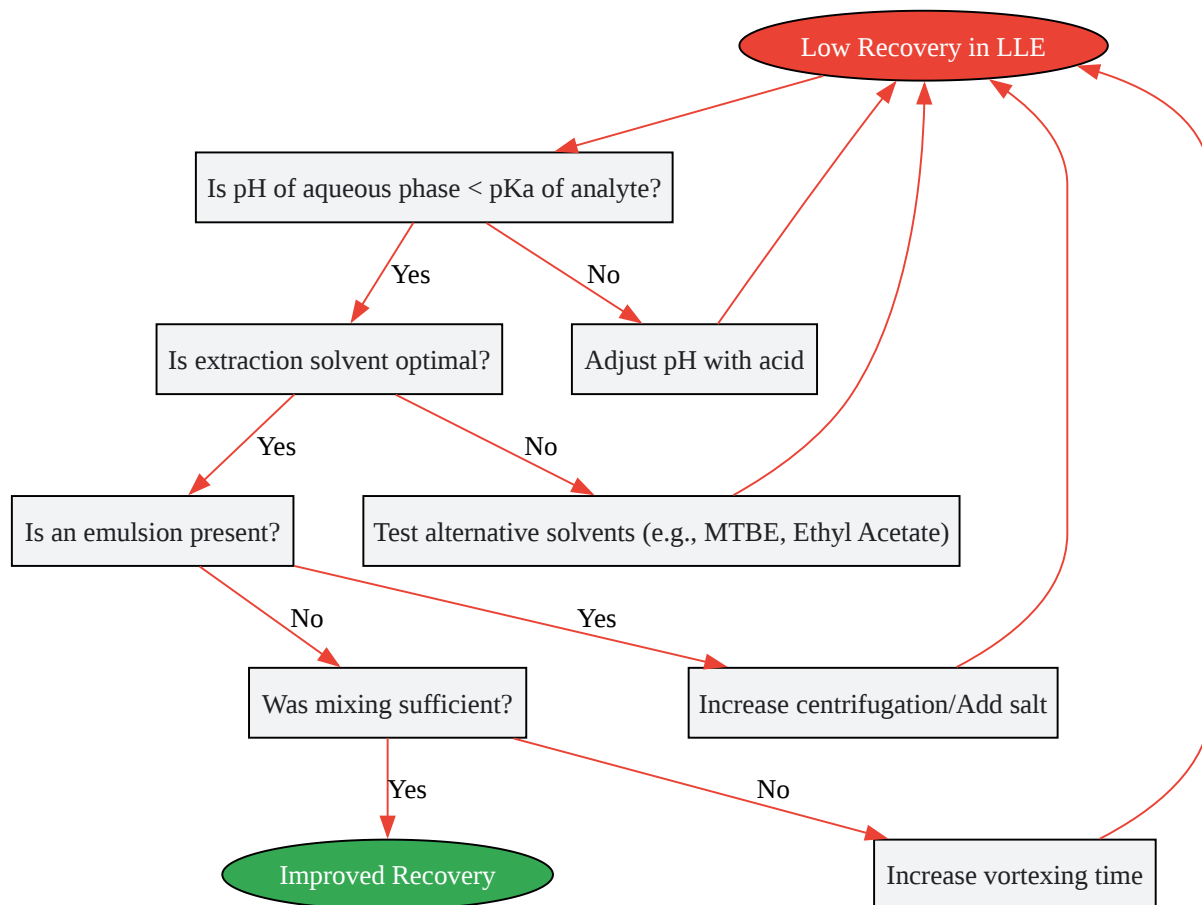 Low Recovery in LLE
Is pH of aqueous phase < pKa of analyte?
Yes
No
Is extraction solvent optimal?
Adjust pH with acid
Yes
No
Is an emulsion present?
Test alternative solvents (e.g., MTBE, Ethyl Acetate)
No
Yes
Was mixing sufficient?
Increase centrifugation/Add salt
Yes
No
Improved Recovery
Increase vortexing time